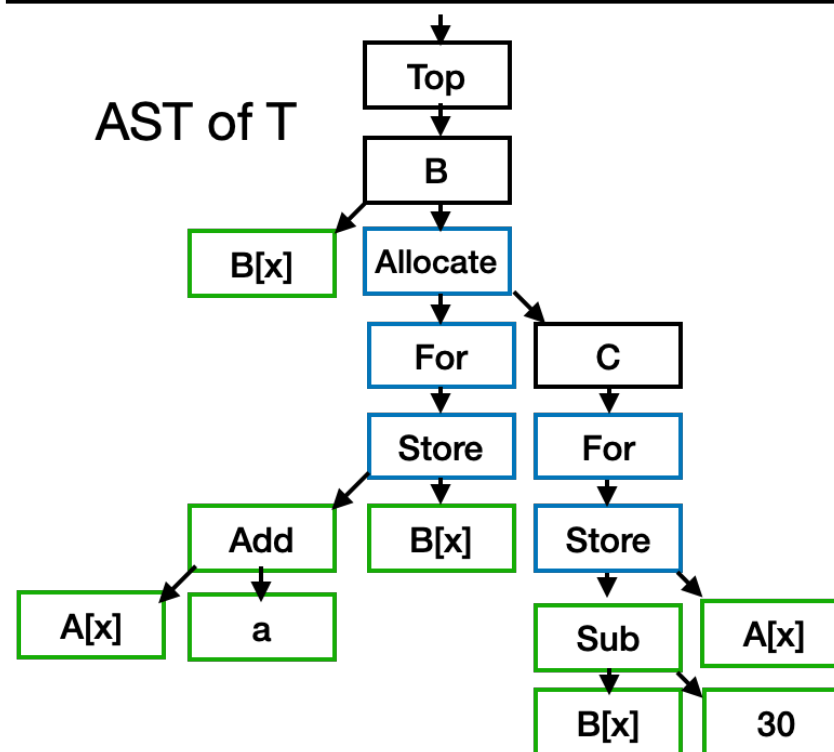 Top
AST of T
B
B[x]
Allocate
For
C
Store
For
Add
B[x]
Store
A[x]
a
Sub
A[x]
B[x]
30